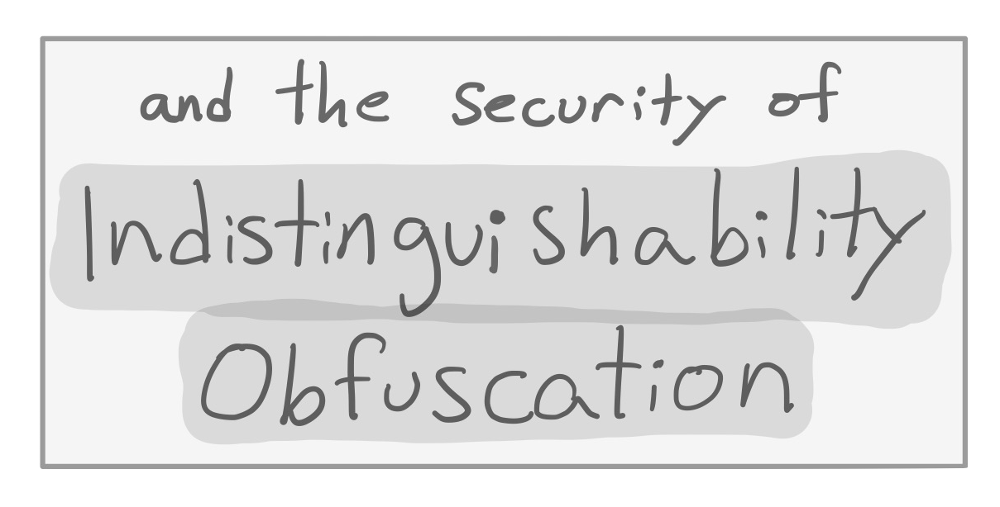 and the security of
Indistinguishability
Obfuscation